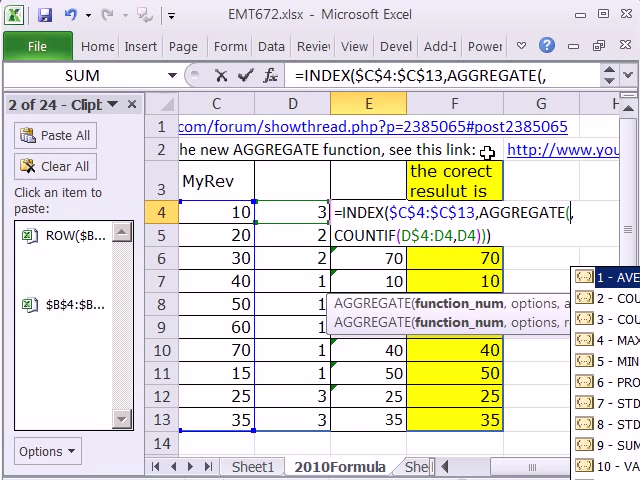 EMT672.xlsx - Microsoft Excel
File Home Insert Page Form Data Revie View Devel Add-I Power
SUM =INDEX($C$4:$C$13,AGGREGATE(,
2 of 24 - Clipb
Paste All
Clear All
Click an item to
paste:
ROW($B...
$B$4:$B...
Options
C D E F G H
1 com/forum/showthread.php?p=2385065#post2385065
2 he new AGGREGATE function, see this link: http://www.you
3 MyRev the corect
resulut is
4 10 3 =INDEX($C$4:$C$13,AGGREGATE(,
5 20 2 COUNTIF(D$4:D4,D4)))
6 30 2 70 70
7 40 1 10 10
8 50 1 AGGREGATE(function_num, options, a
9 60 1 AGGREGATE(function_num, options, r
10 70 1 40 40
11 15 1 50 50
12 25 3 25 25
13 35 3 35 35
14
1 - AVE
2 - COU
3 - COU
4 - MAX
5 - MIN
6 - PRO
7 - STD
8 - STD
9 - SUM
10 - VA
Sheet1 2010Formula She